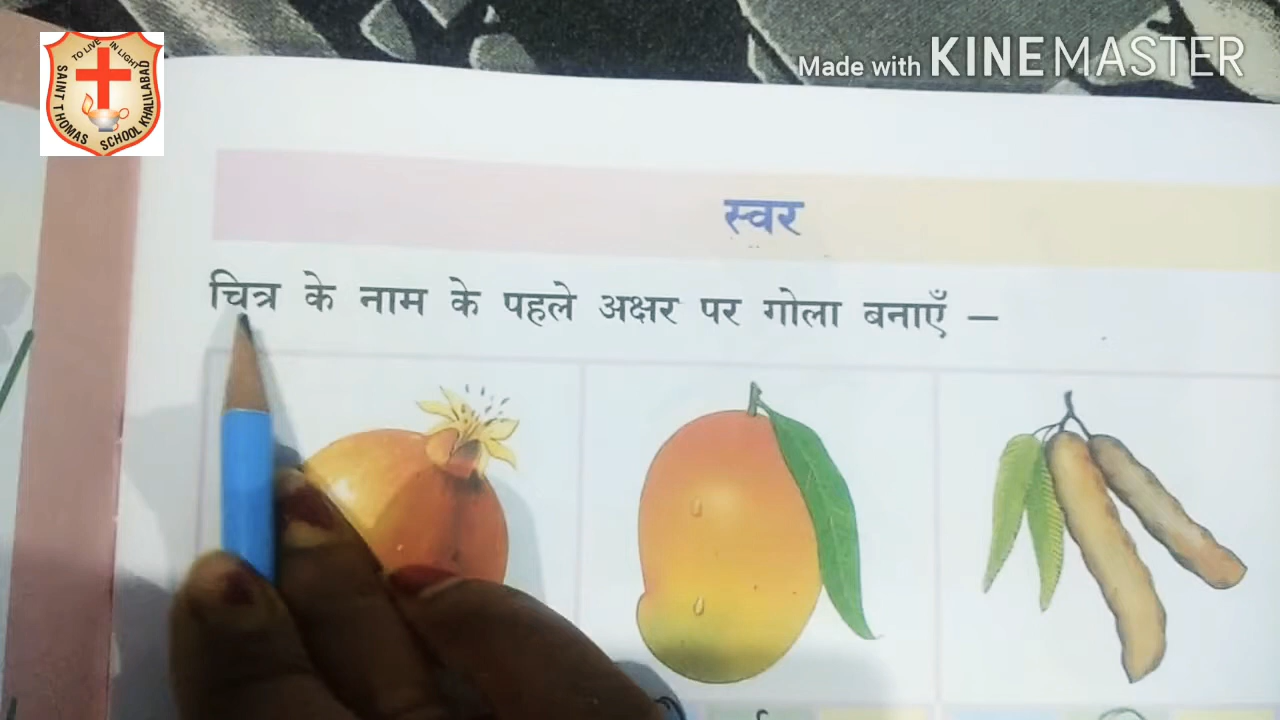 TO LIVE IN LIGHT
SAINT THOMAS SCHOOL KHALILABAD
Made with KINEMASTER
स्वर
चित्र के नाम के पहले अक्षर पर गोला बनाएँ –